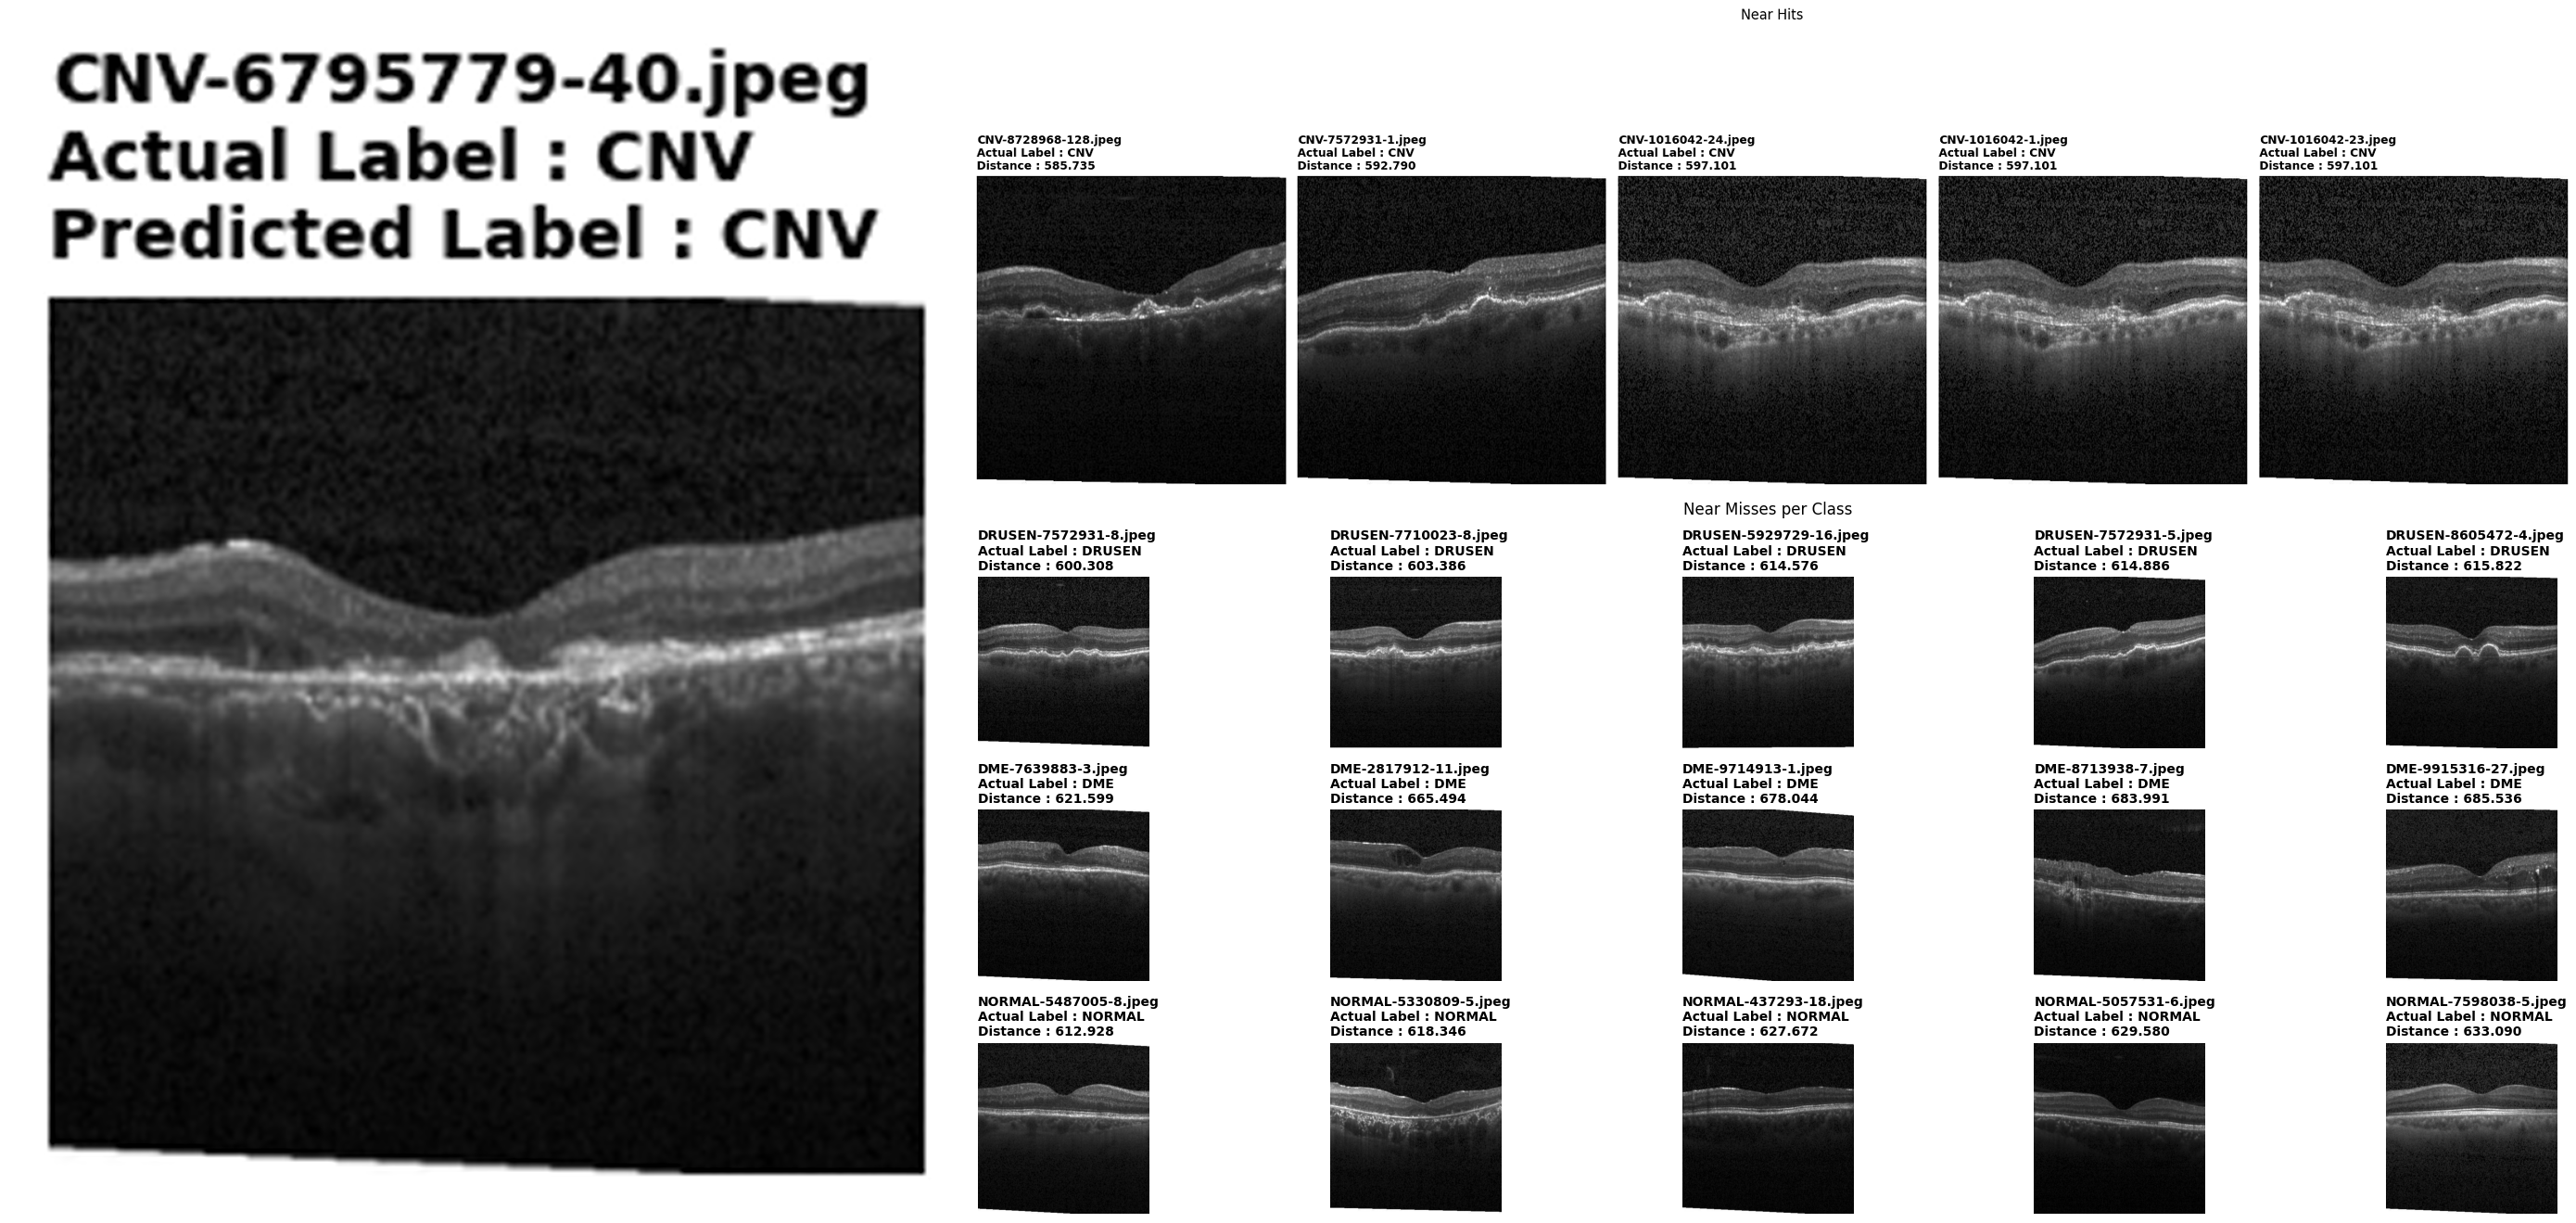 CNV-6795779-40.jpeg
Actual Label : CNV
Predicted Label : CNV
Near Hits
CNV-8728968-128.jpeg
Actual Label : CNV
Distance : 585.735
CNV-7572931-1.jpeg
Actual Label : CNV
Distance : 592.790
CNV-1016042-24.jpeg
Actual Label : CNV
Distance : 597.101
CNV-1016042-1.jpeg
Actual Label : CNV
Distance : 597.101
CNV-1016042-23.jpeg
Actual Label : CNV
Distance : 597.101
Near Misses per Class
DRUSEN-7572931-8.jpeg
Actual Label : DRUSEN
Distance : 600.308
DRUSEN-7710023-8.jpeg
Actual Label : DRUSEN
Distance : 603.386
DRUSEN-5929729-16.jpeg
Actual Label : DRUSEN
Distance : 614.576
DRUSEN-7572931-5.jpeg
Actual Label : DRUSEN
Distance : 614.886
DRUSEN-8605472-4.jpeg
Actual Label : DRUSEN
Distance : 615.822
DME-7639883-3.jpeg
Actual Label : DME
Distance : 621.599
DME-2817912-11.jpeg
Actual Label : DME
Distance : 665.494
DME-9714913-1.jpeg
Actual Label : DME
Distance : 678.044
DME-8713938-7.jpeg
Actual Label : DME
Distance : 683.991
DME-9915316-27.jpeg
Actual Label : DME
Distance : 685.536
NORMAL-5487005-8.jpeg
Actual Label : NORMAL
Distance : 612.928
NORMAL-5330809-5.jpeg
Actual Label : NORMAL
Distance : 618.346
NORMAL-437293-18.jpeg
Actual Label : NORMAL
Distance : 627.672
NORMAL-5057531-6.jpeg
Actual Label : NORMAL
Distance : 629.580
NORMAL-7598038-5.jpeg
Actual Label : NORMAL
Distance : 633.090